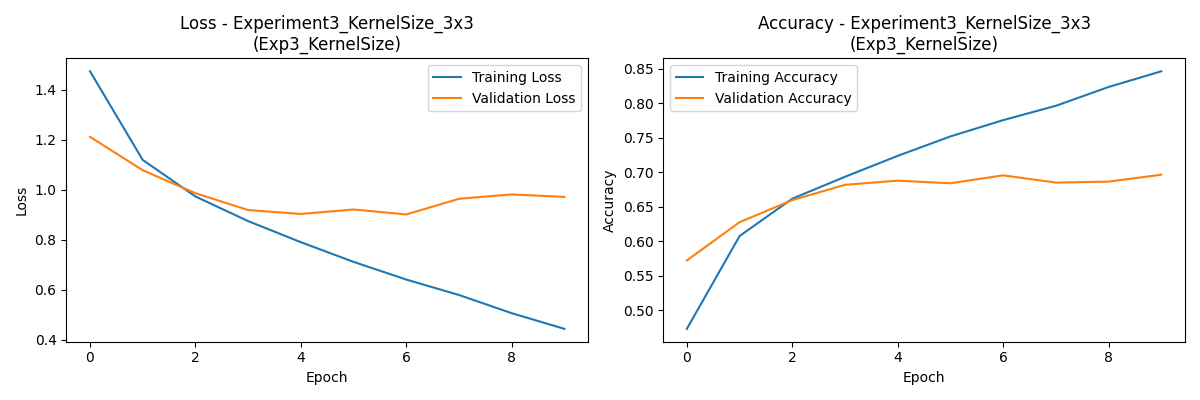 Loss - Experiment3_KernelSize_3x3
(Exp3_KernelSize)
Training Loss
Validation Loss
1.4
1.2
1.0
0.8
0.6
0.4
Loss
0 2 4 6 8
Epoch
Accuracy - Experiment3_KernelSize_3x3
(Exp3_KernelSize)
Training Accuracy
Validation Accuracy
0.85
0.80
0.75
0.70
0.65
0.60
0.55
0.50
Accuracy
0 2 4 6 8
Epoch